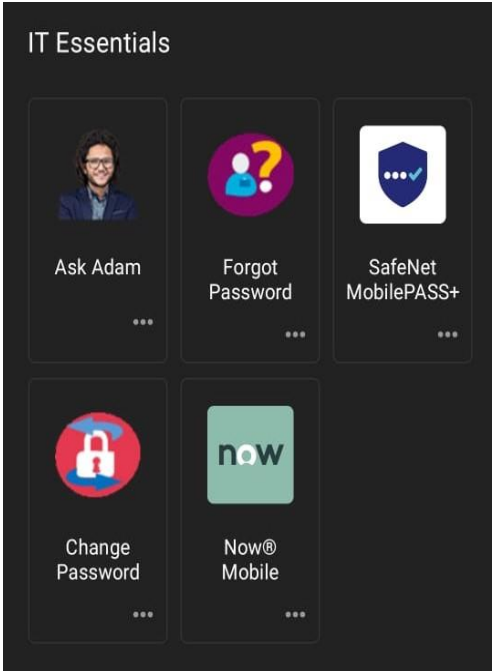 IT Essentials
Ask Adam
Forgot
Password
SafeNet
MobilePASS+
Change
Password
now
Now®
Mobile